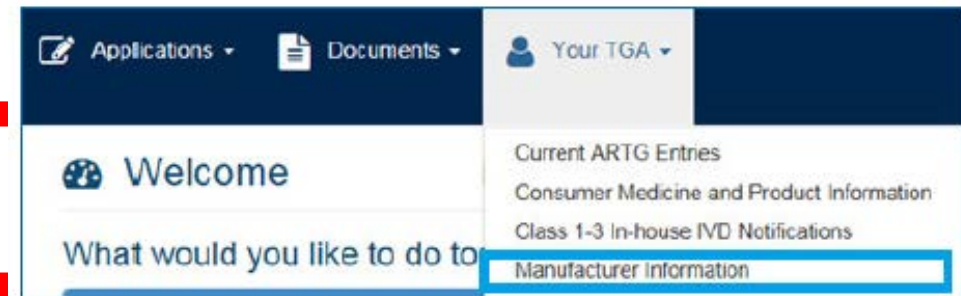 Applications
Documents
Your TGA
Welcome
What would you like to do to
Current ARTG Entries
Consumer Medicine and Product Information
Class 1-3 In-house IVD Notifications
Manufacturer Information